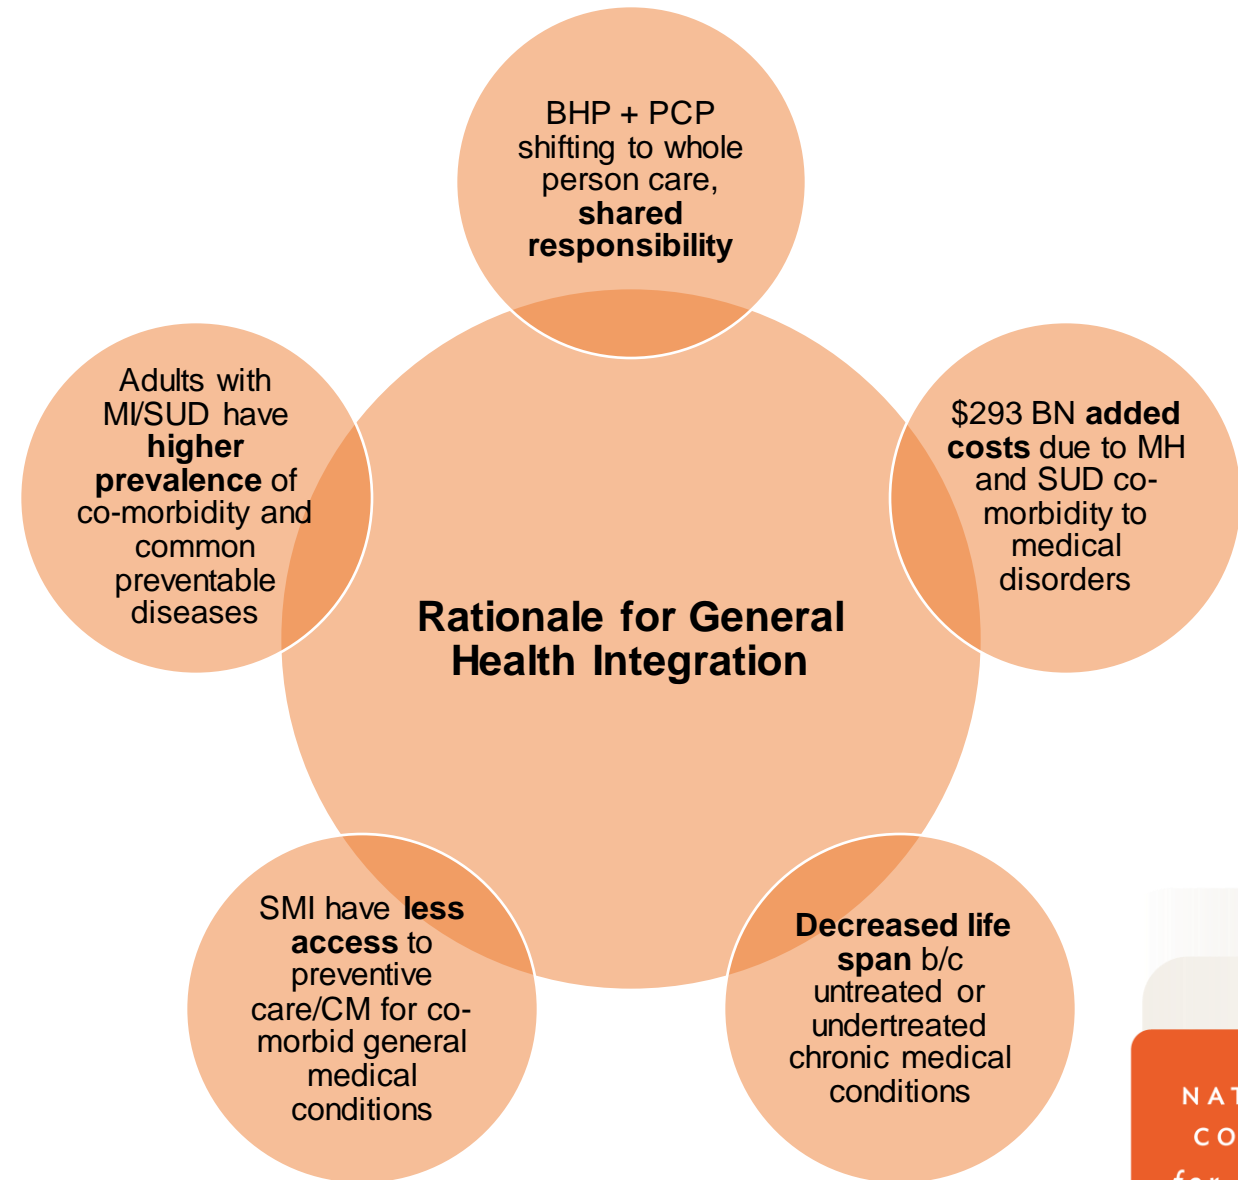 BHP + PCP
shifting to whole
person care,
shared
responsibility
Adults with
MI/SUD have
higher
prevalence of
co-morbidity and
common
preventable
diseases
$293 BN added
costs due to MH
and SUD co-
morbidity to
medical
disorders
Rationale for General
Health Integration
SMI have less
access to
preventive
care/CM for co-
morbid general
medical
conditions
Decreased life
span b/c
untreated or
undertreated
chronic medical
conditions
NAT
CO
for